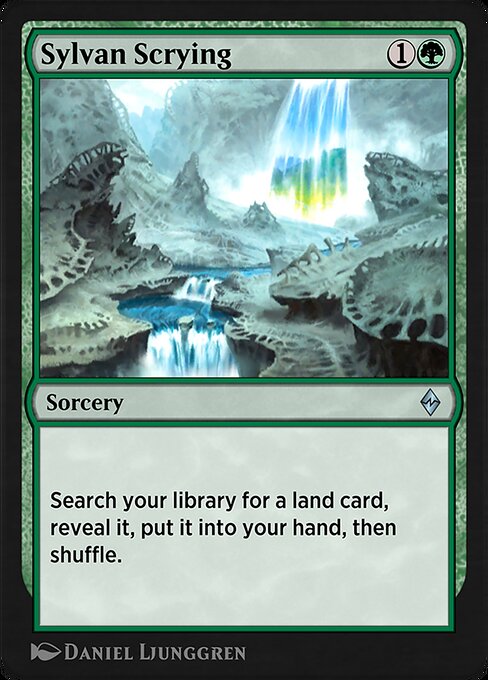 Sylvan Scrying 1
Sorcery
Search your library for a land card,
reveal it, put it into your hand, then
shuffle.
Daniel Ljunggren